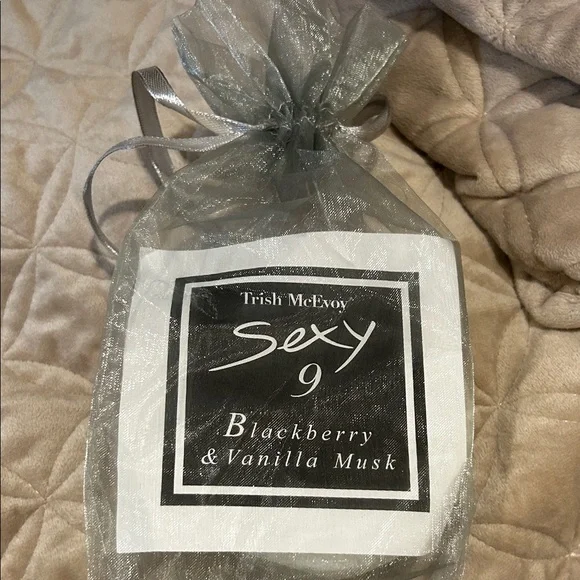 Trish McEvoy
Sexy
9
Blackberry
& Vanilla Musk